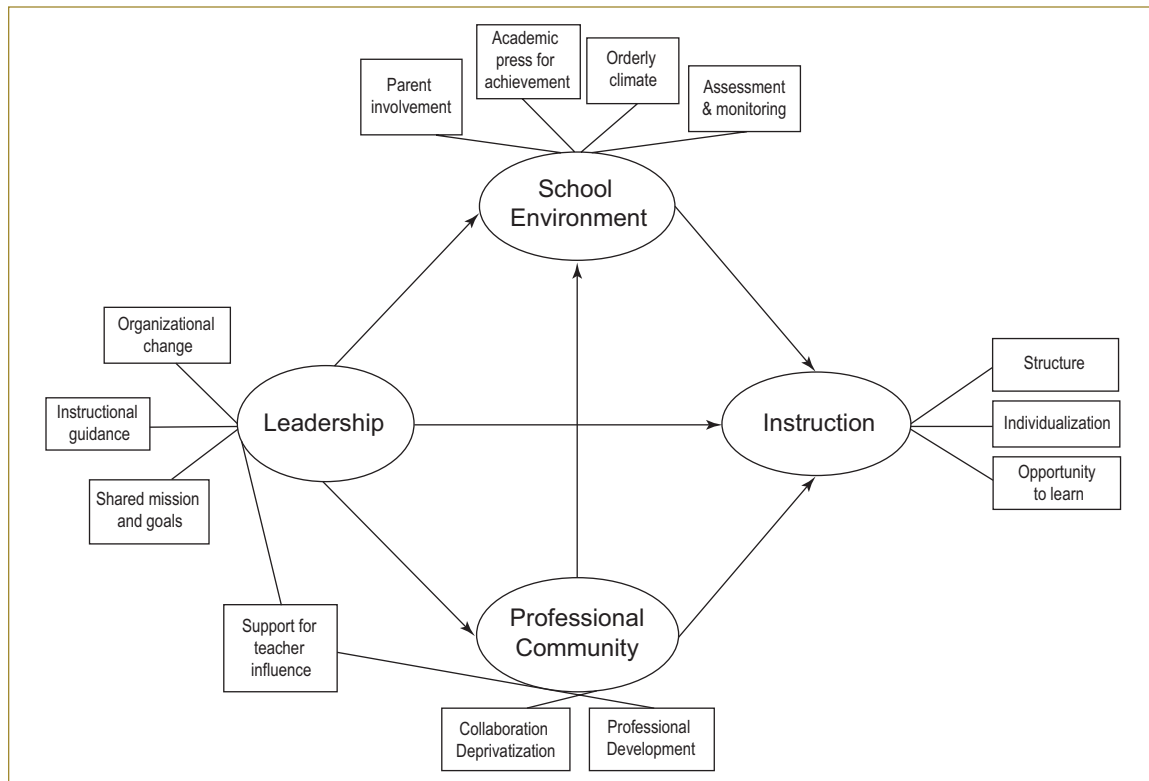 Academic
press for
achievement
Orderly
climate
Parent
involvement
Assessment
& monitoring
School
Environment
Organizational
change
Instructional
guidance
Shared mission
and goals
Leadership
Instruction
Structure
Individualization
Opportunity
to learn
Support for
teacher
influence
Professional
Community
Collaboration
Deprivatization
Professional
Development